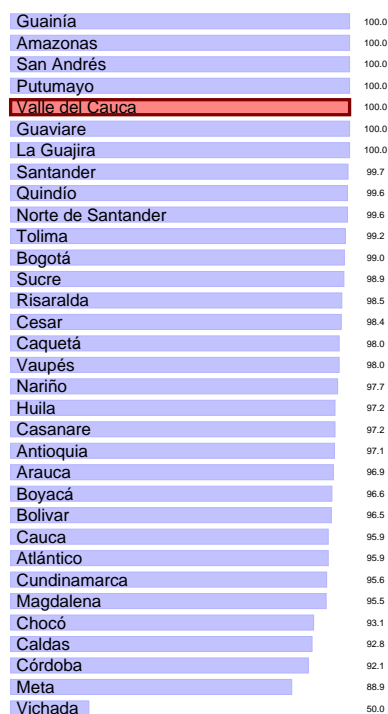 Guainía 100.0
Amazonas 100.0
San Andrés 100.0
Putumayo 100.0
Valle del Cauca 100.0
Guaviare 100.0
La Guajira 100.0
Santander 99.7
Quindío 99.6
Norte de Santander 99.6
Tolima 99.2
Bogotá 99.0
Sucre 98.9
Risaralda 98.5
Cesar 98.4
Caquetá 98.0
Vaupés 98.0
Nariño 97.7
Huila 97.2
Casanare 97.2
Antioquia 97.1
Arauca 96.9
Boyacá 96.6
Bolivar 96.5
Cauca 95.9
Atlántico 95.9
Cundinamarca 95.6
Magdalena 95.5
Chocó 93.1
Caldas 92.8
Córdoba 92.1
Meta 88.9
Vichada 50.0